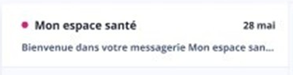 Mon espace santé
28 mai
Bienvenue dans votre messagerie Mon espace san...